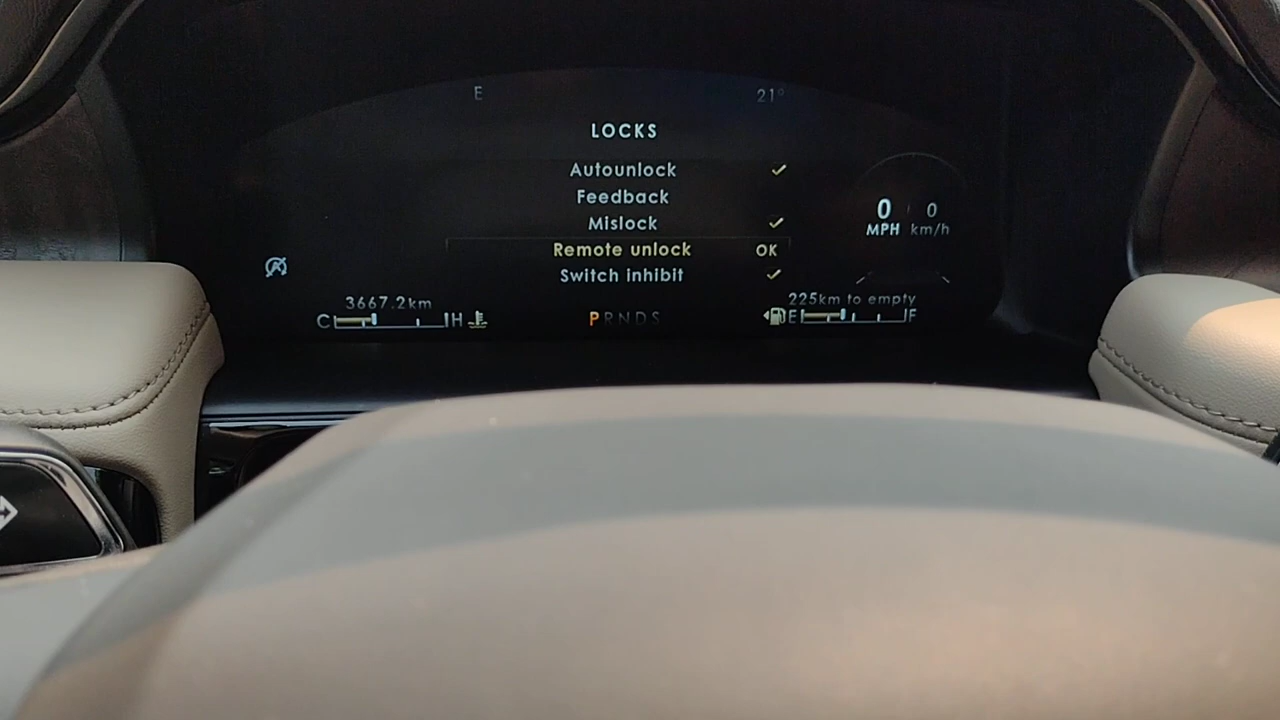 E 21°
LOCKS
Autounlock
Feedback
Mislock
Remote unlock OK
Switch inhibit
0 0
MPH km/h
3667.2km
C H
PRNDS
225km to empty
E F